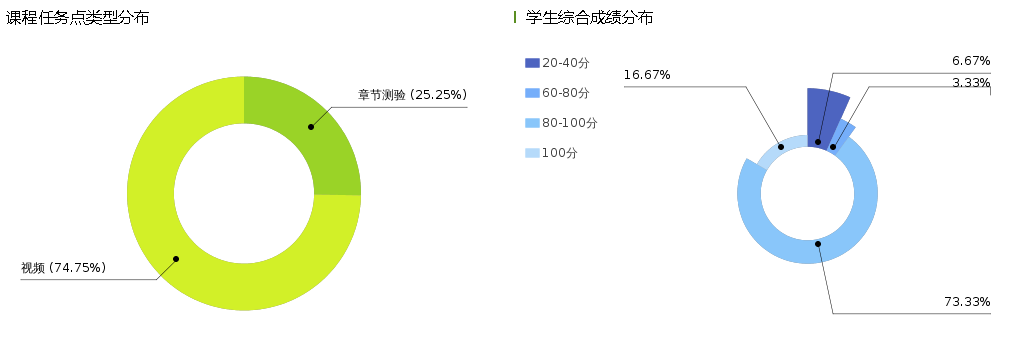 课程任务点类型分布
章节测验 (25.25%)
视频 (74.75%)
学生综合成绩分布
20-40分
60-80分
80-100分
100分
16.67%
6.67%
3.33%
73.33%